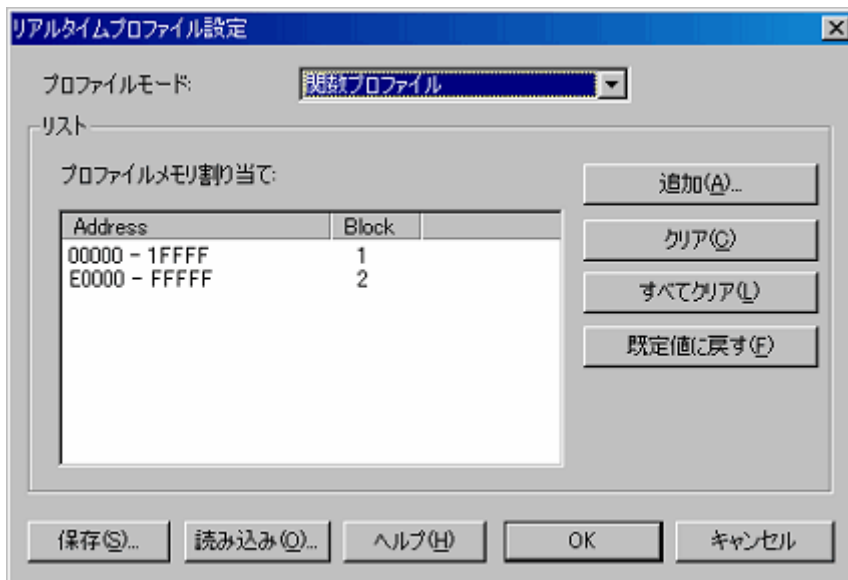 リアルタイムプロファイル設定
プロファイルモード:
関数プロファイル
リスト
プロファイルメモリ割り当て:
Address Block
00000 - 1FFFF 1
E0000 - FFFFF 2
追加(A)...
クリア(C)
すべてクリア(L)
既定値に戻す(F)
保存(S)... 読み込み(O)... ヘルプ(H) OK キャンセル